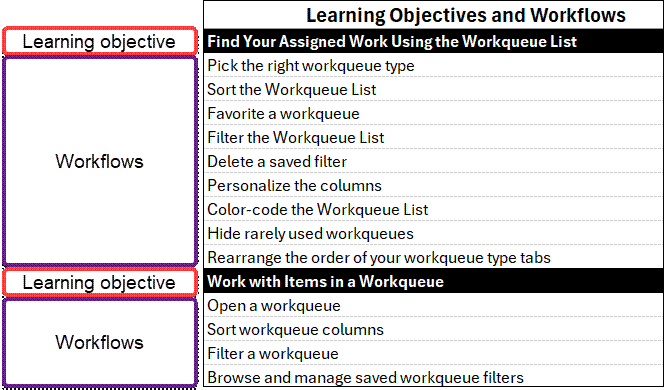 Learning Objectives and Workflows
Learning objective
Find Your Assigned Work Using the Workqueue List
Workflows
Pick the right workqueue type
Sort the Workqueue List
Favorite a workqueue
Filter the Workqueue List
Delete a saved filter
Personalize the columns
Color-code the Workqueue List
Hide rarely used workqueues
Rearrange the order of your workqueue type tabs
Learning objective
Work with Items in a Workqueue
Workflows
Open a workqueue
Sort workqueue columns
Filter a workqueue
Browse and manage saved workqueue filters